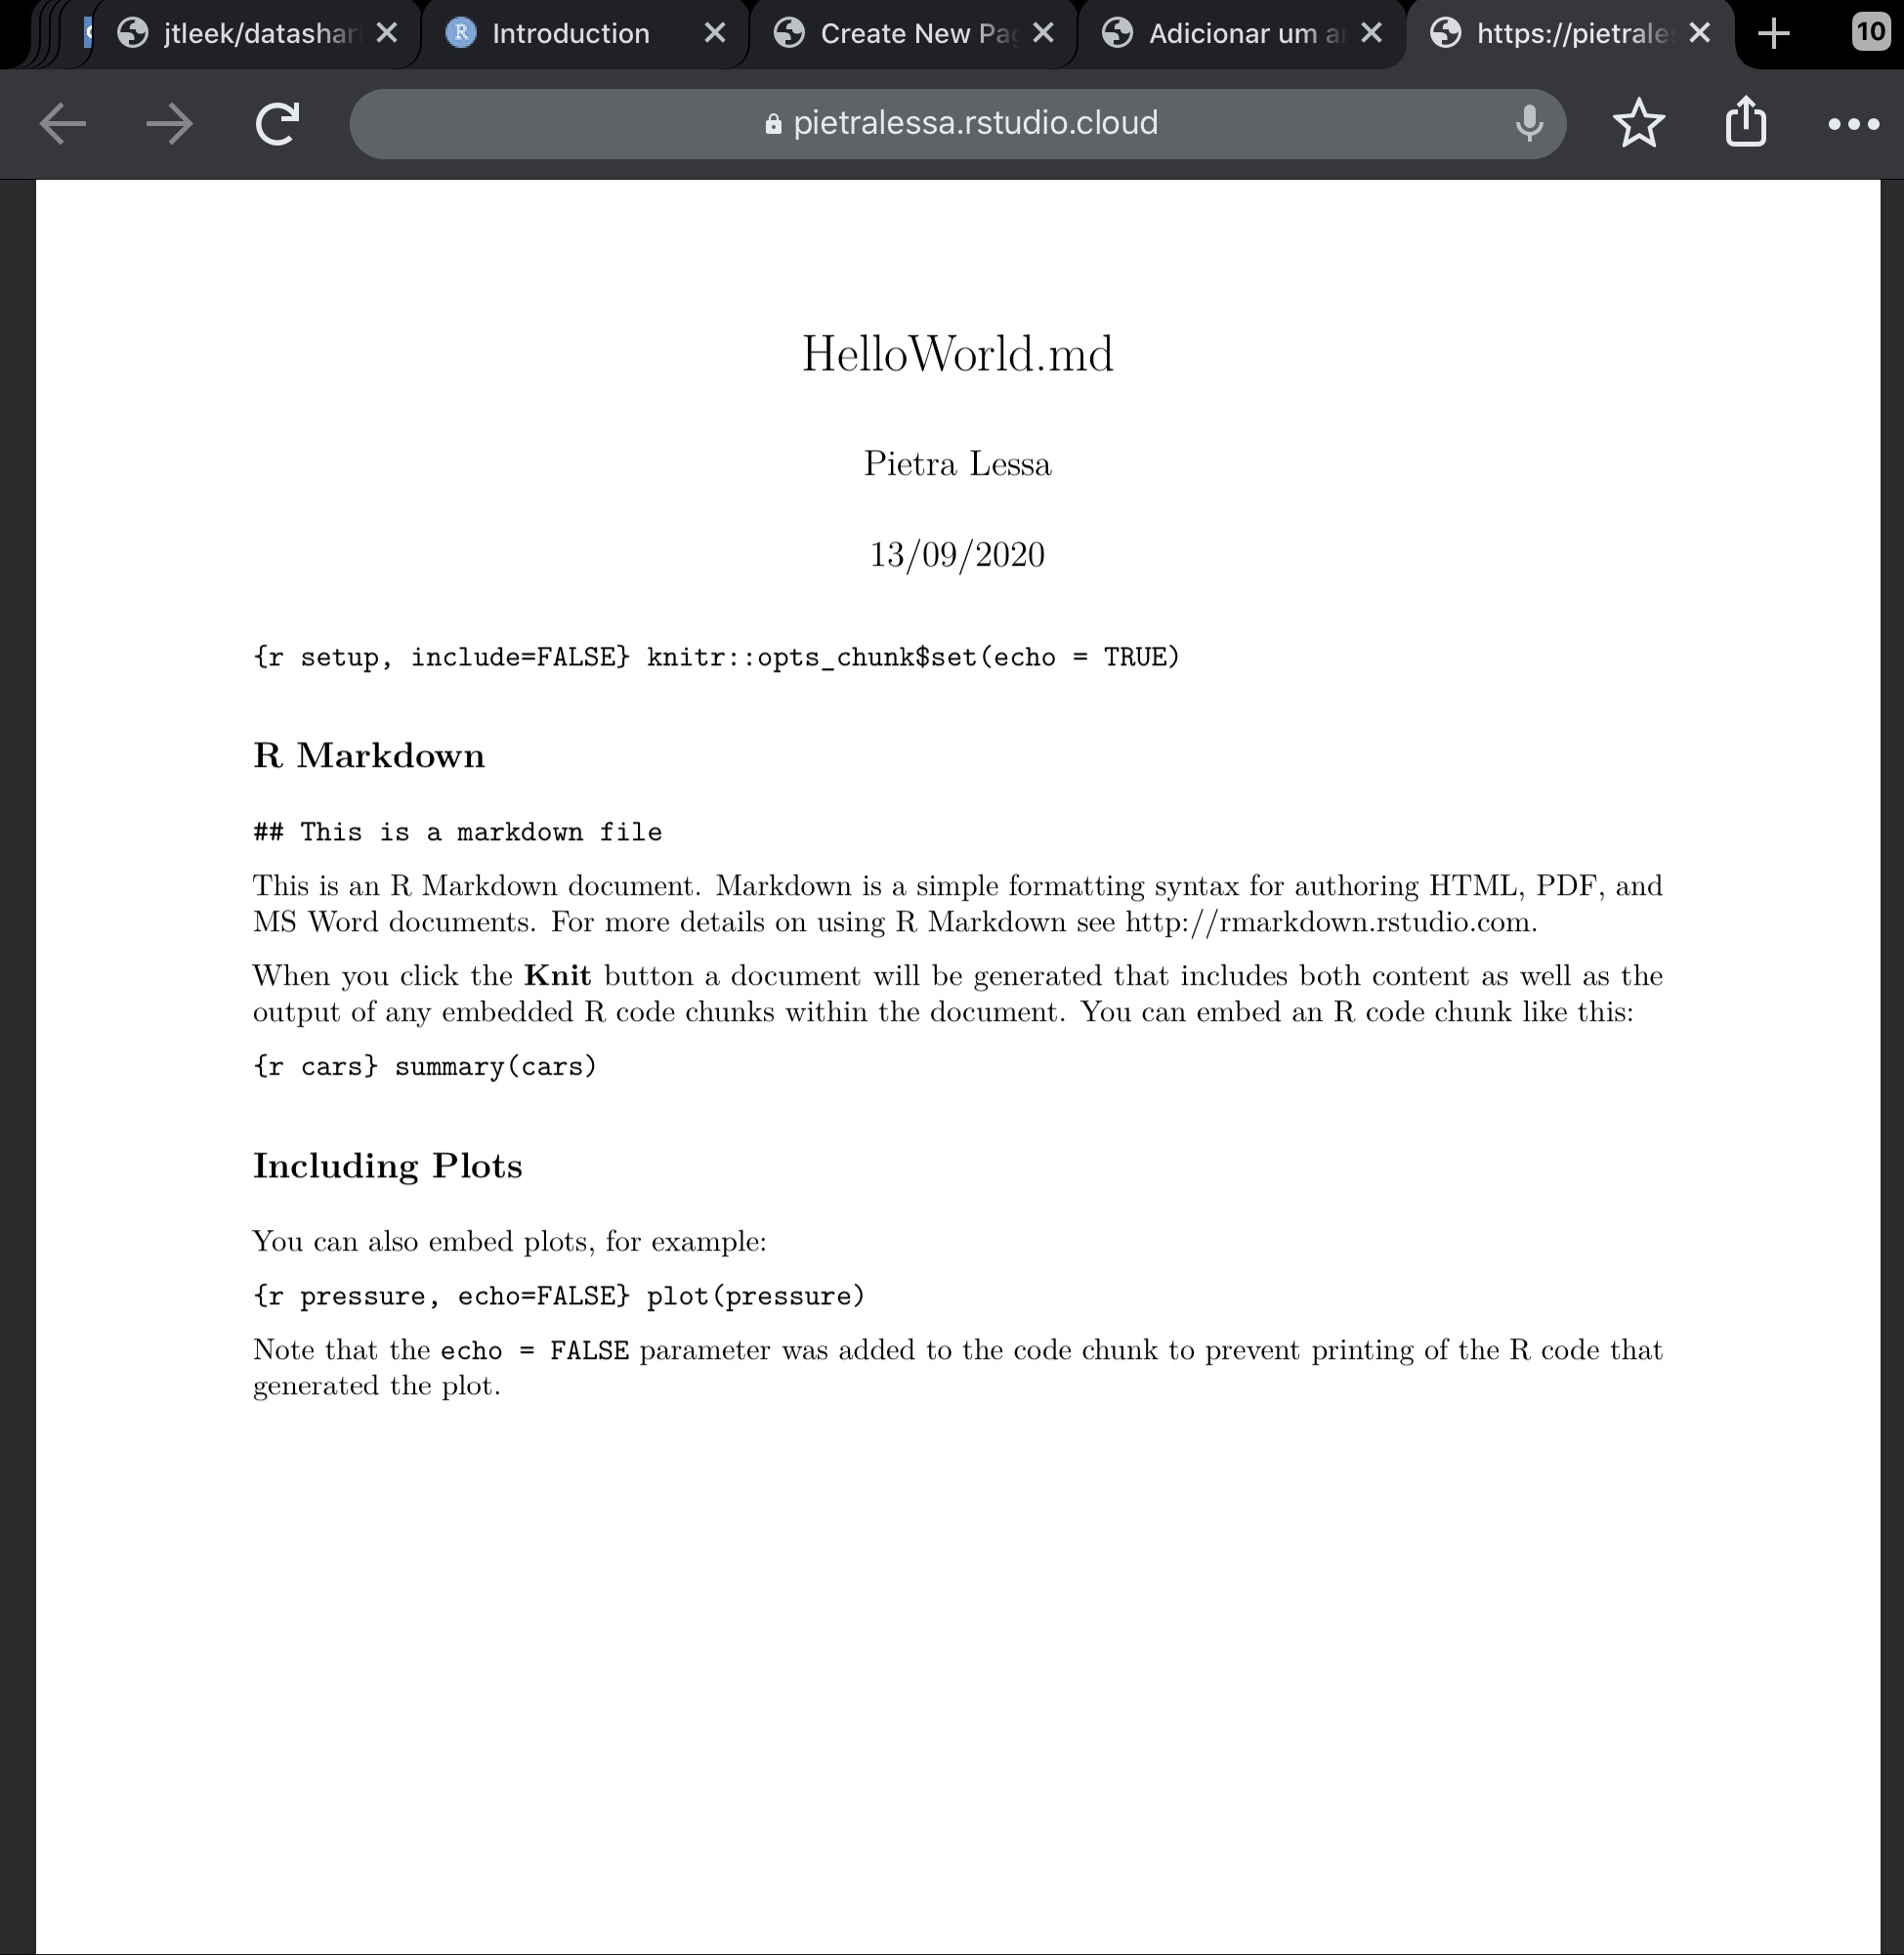 jtleek/datashar
Introduction
Create New Pa
Adicionar um a
https://pietrales
10
pietralessa.rstudio.cloud
HelloWorld.md
Pietra Lessa
13/09/2020
{r setup, include=FALSE} knitr::opts_chunk$set(echo = TRUE)
R Markdown
## This is a markdown file
This is an R Markdown document. Markdown is a simple formatting syntax for authoring HTML, PDF, and
MS Word documents. For more details on using R Markdown see http://rmarkdown.rstudio.com.
When you click the Knit button a document will be generated that includes both content as well as the
output of any embedded R code chunks within the document. You can embed an R code chunk like this:
{r cars} summary(cars)
Including Plots
You can also embed plots, for example:
{r pressure, echo=FALSE} plot(pressure)
Note that the echo = FALSE parameter was added to the code chunk to prevent printing of the R code that
generated the plot.